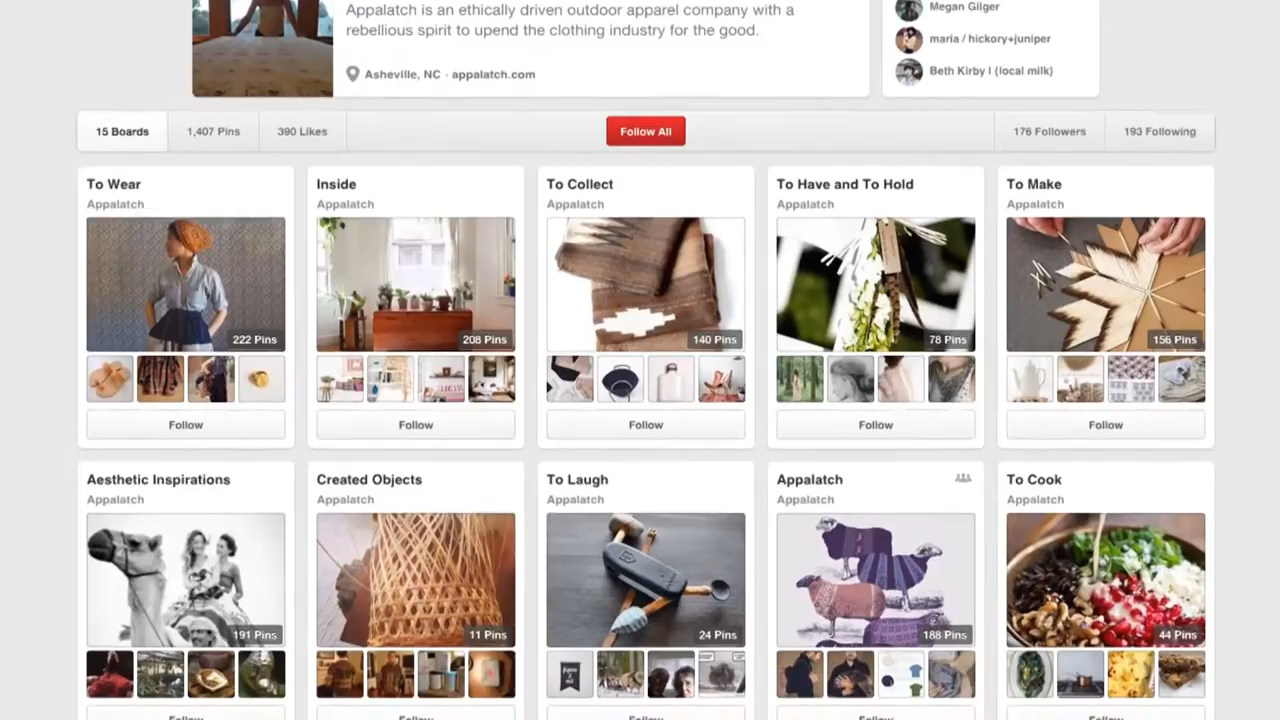 Appalatch is an ethically driven outdoor apparel company with a
rebellious spirit to upend the clothing industry for the good.
Asheville, NC · appalatch.com
Megan Gilger
maria / hickory+juniper
Beth Kirby | {local milk}
15 Boards
1,407 Pins
390 Likes
Follow All
176 Followers
193 Following
To Wear
Appalatch
222 Pins
Follow
Inside
Appalatch
208 Pins
Follow
To Collect
Appalatch
140 Pins
Follow
To Have and To Hold
Appalatch
78 Pins
Follow
To Make
Appalatch
156 Pins
Follow
Aesthetic Inspirations
Appalatch
191 Pins
Follow
Created Objects
Appalatch
11 Pins
Follow
To Laugh
Appalatch
24 Pins
Follow
Appalatch
Appalatch
188 Pins
Follow
To Cook
Appalatch
44 Pins
Follow